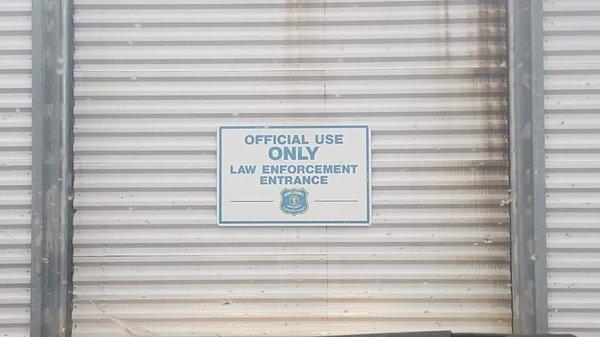 OFFICIAL USE
ONLY
LAW ENFORCEMENT
ENTRANCE